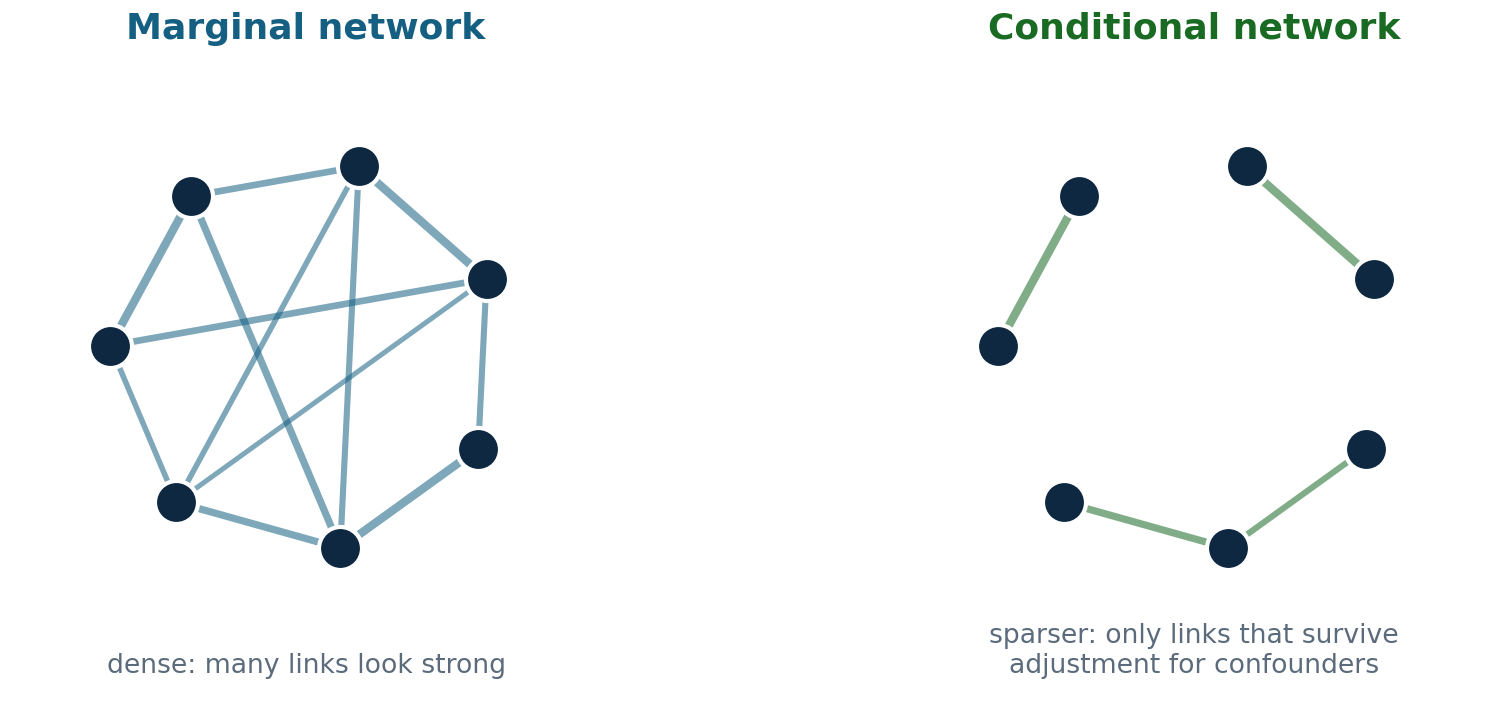 Marginal network
Conditional network
dense: many links look strong
sparser: only links that survive
adjustment for confounders